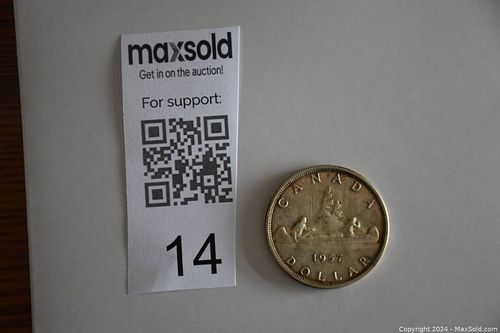 maxsold
Get in on the auction!
For support:
14
CANADA
1957
DOLLAR
Copyright 2024 - MaxSold.com